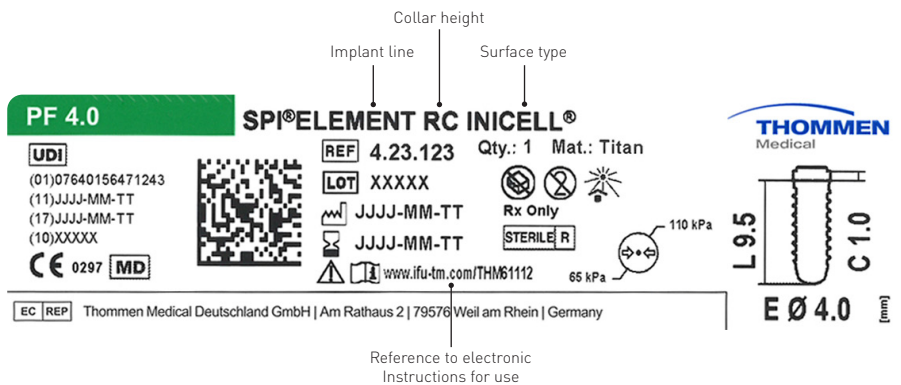 Collar height
Implant line
Surface type
PF 4.0
SPI®ELEMENT RC INICELL®
THOMMEN
Medical
UDI
(01)07640156471243
(11)JJJJ-MM-TT
(17)JJJJ-MM-TT
(10)XXXXX
CE 0297 MD
REF 4.23.123
LOT XXXXX
JJJJ-MM-TT
JJJJ-MM-TT
www.ifu-tm.com/THM61112
Qty.: 1 Mat.: Titan
2
Rx Only
STERILE R
110 kPa
65 kPa
L 9.5
C 1.0
E Ø 4.0 [mm]
EC REP Thommen Medical Deutschland GmbH | Am Rathaus 2 | 79576 Weil am Rhein | Germany
Reference to electronic
Instructions for use